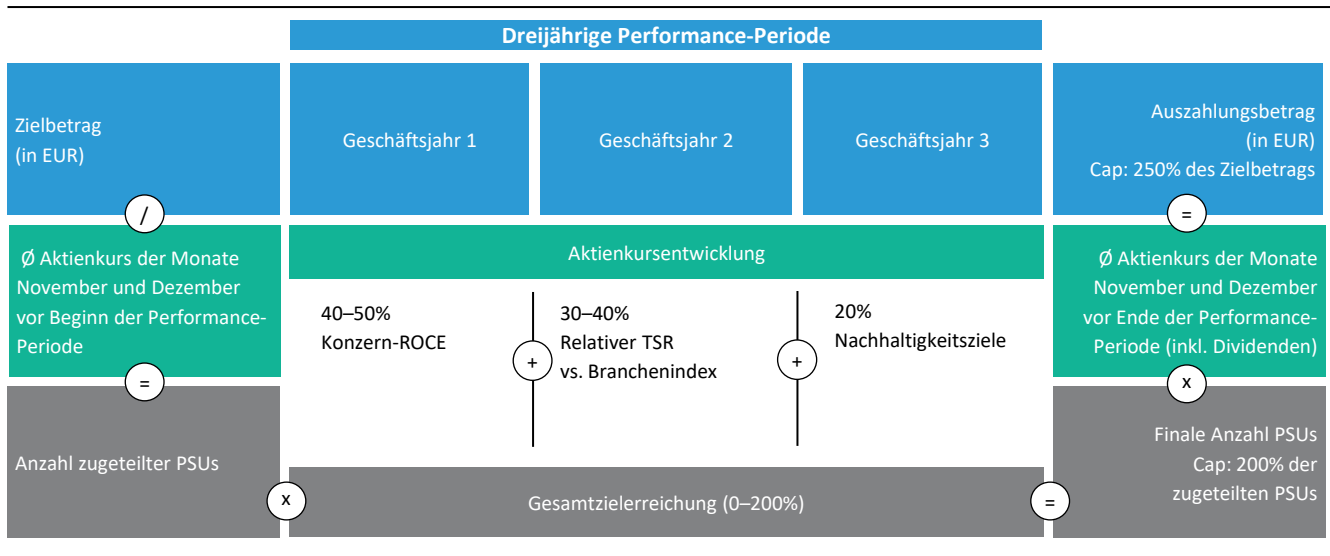 Dreijährige Performance-Periode
Zielbetrag
(in EUR)
Geschäftsjahr 1
Geschäftsjahr 2
Geschäftsjahr 3
Auszahlungsbetrag
(in EUR)
Cap: 250% des Zielbetrags
/
=
Ø Aktienkurs der Monate
November und Dezember
vor Beginn der Performance-
Periode
Aktienkursentwicklung
40–50%
Konzern-ROCE
+
30–40%
Relativer TSR
vs. Branchenindex
+
20%
Nachhaltigkeitsziele
Ø Aktienkurs der Monate
November und Dezember
vor Ende der Performance-
Periode (inkl. Dividenden)
=
x
Anzahl zugeteilter PSUs
x
Gesamtzielerreichung (0–200%)
=
Finale Anzahl PSUs
Cap: 200% der
zugeteilten PSUs